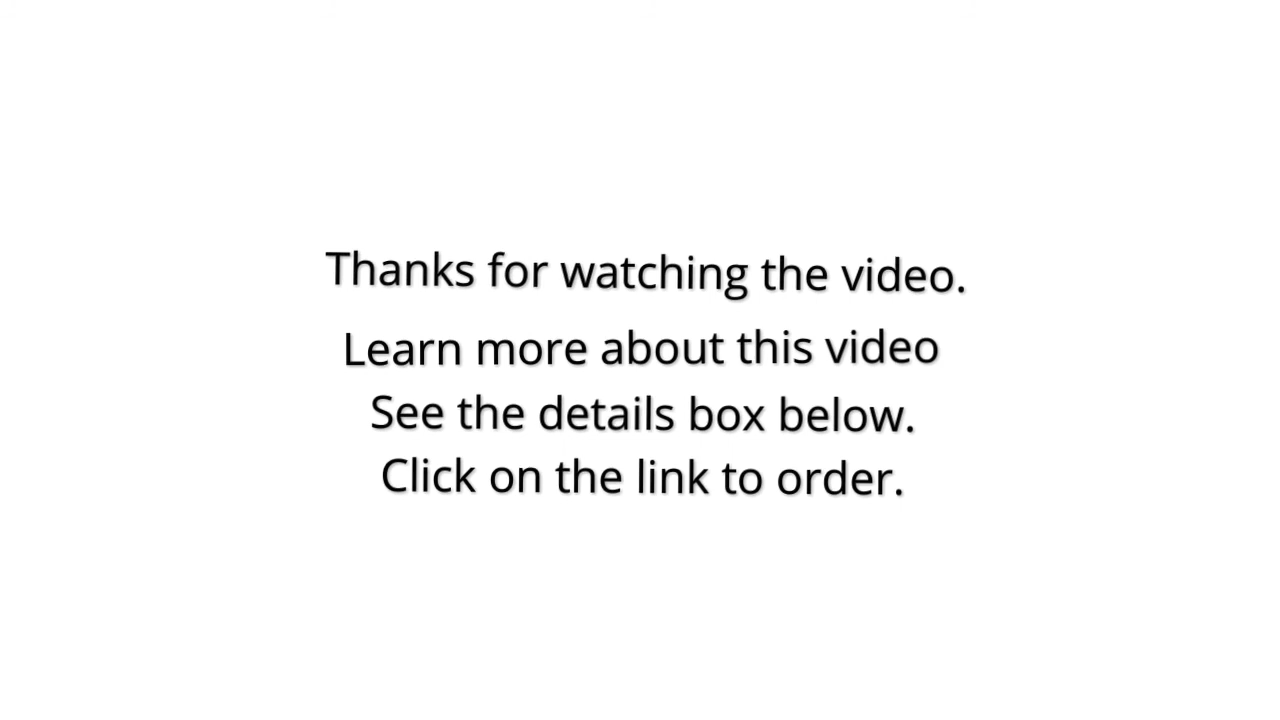 Thanks for watching the video.
Learn more about this video
See the details box below.
Click on the link to order.